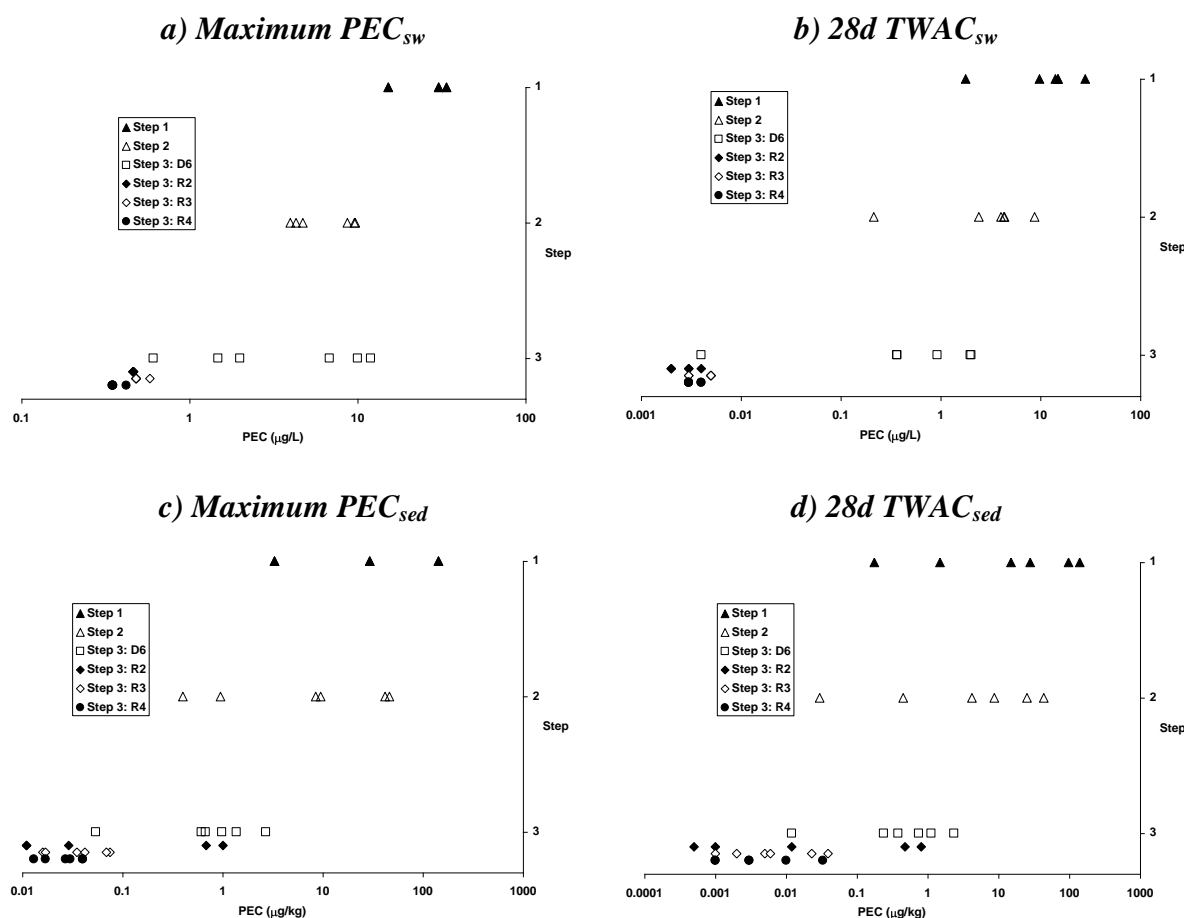 a) Maximum PECsw
1
▲ Step 1
△ Step 2
□ Step 3: D6
◆ Step 3: R2
◇ Step 3: R3
● Step 3: R4
2
Step
3
0.1 1 10 100
PEC (μg/L)
b) 28d TWACsw
1
▲ Step 1
△ Step 2
□ Step 3: D6
◆ Step 3: R2
◇ Step 3: R3
● Step 3: R4
2
Step
3
0.001 0.01 0.1 1 10 100
PEC (μg/L)
c) Maximum PECsed
1
▲ Step 1
△ Step 2
□ Step 3: D6
◆ Step 3: R2
◇ Step 3: R3
● Step 3: R4
2
Step
3
0.01 0.1 1 10 100 1000
PEC (μg/kg)
d) 28d TWACsed
1
▲ Step 1
△ Step 2
□ Step 3: D6
◆ Step 3: R2
◇ Step 3: R3
● Step 3: R4
2
Step
3
0.0001 0.001 0.01 0.1 1 10 100 1000
PEC (μg/kg)